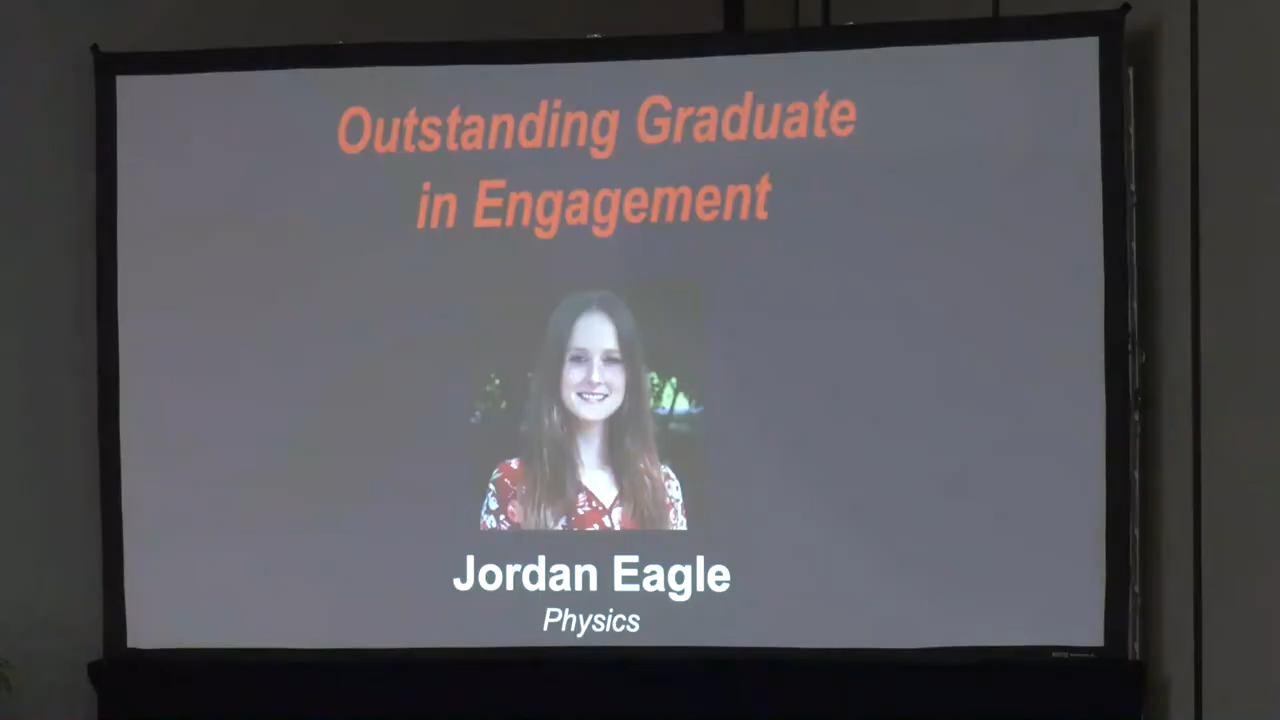 Outstanding Graduate
in Engagement
Jordan Eagle
Physics